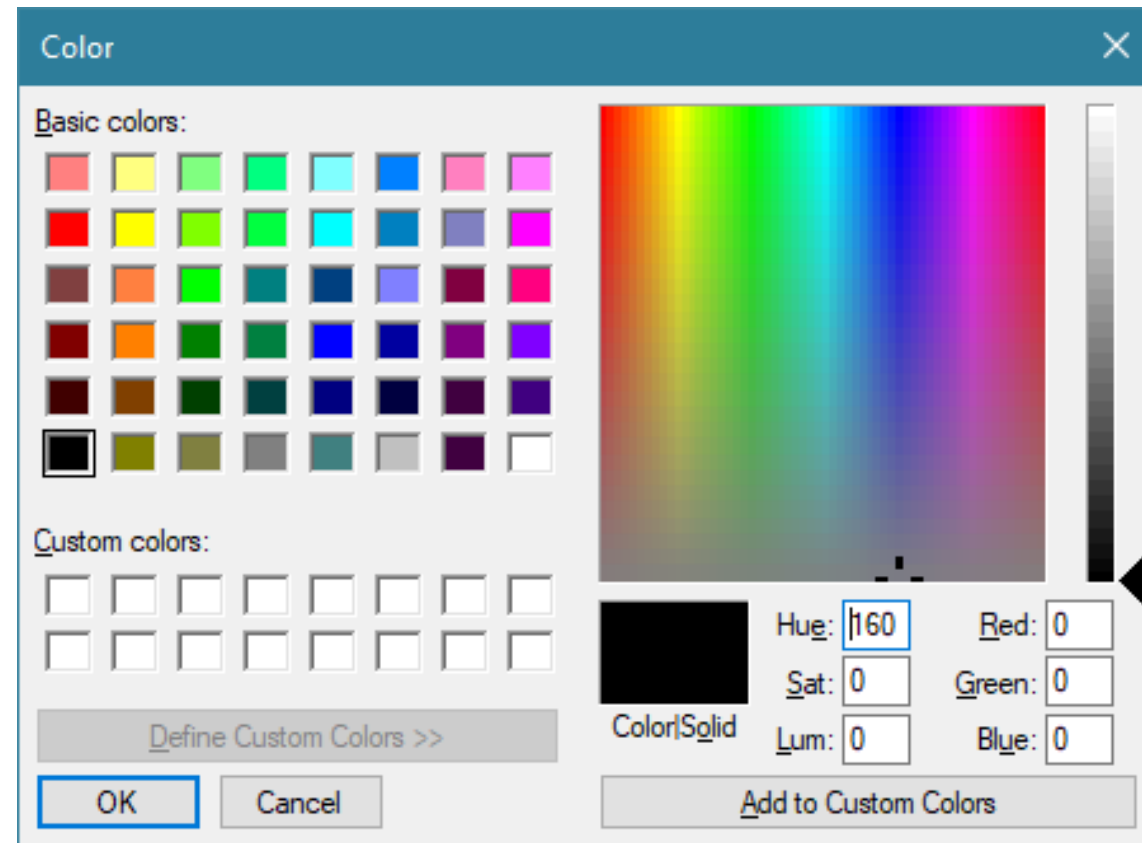 Color
Basic colors:
Custom colors:
Define Custom Colors >>
OK Cancel
Color|Solid
Hue: 160 Red: 0
Sat: 0 Green: 0
Lum: 0 Blue: 0
Add to Custom Colors